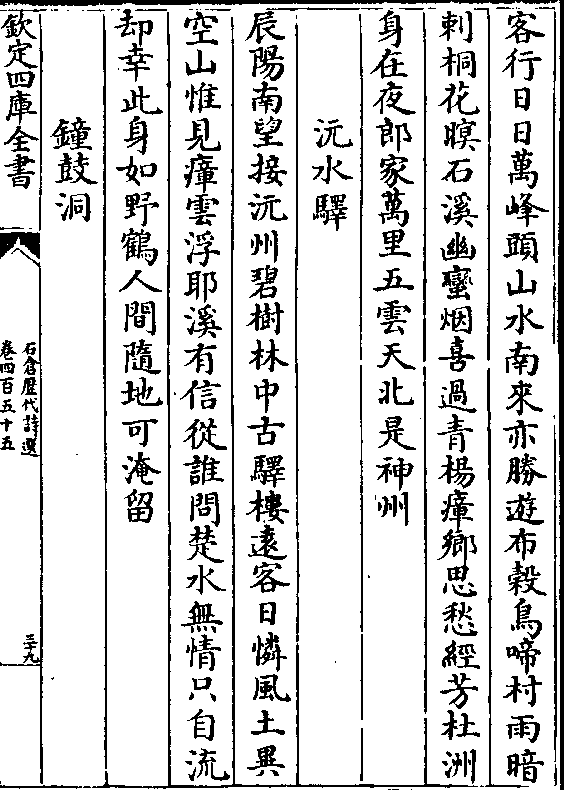 客行日日萬峰頭山水南來亦勝遊布榖鳥啼村雨暗
刺桐花暝石溪幽蠻烟喜過青楊瘴鄉思愁經芳杜洲
身在夜郎家萬里五雲天北是神州
沅水驛
辰陽南望接沅州碧樹林中古驛樓遠客日憐風土異
空山惟見瘴雲浮耶溪有信從誰問楚水無情只自流
却幸此身如野鶴人間隨地可淹留
鐘鼓洞
欽定四庫全書
石倉歷代詩選
卷四百五十五
三十九